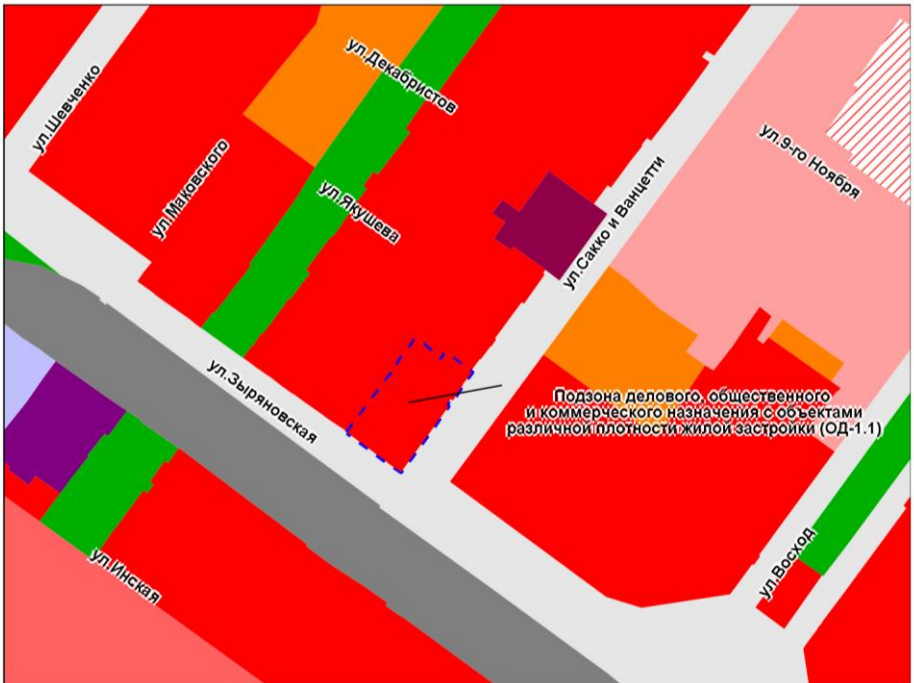 ул.Шевченко
ул.Декабристов
ул.Маковского
ул.Якушева
ул.9-го Ноября
ул.Сакко и Ванцетти
ул.Зыряновская
Подзона делового, общественного
и коммерческого назначения с объектами
различной плотности жилой застройки (ОД-1.1)
ул.Инская
ул.Восход